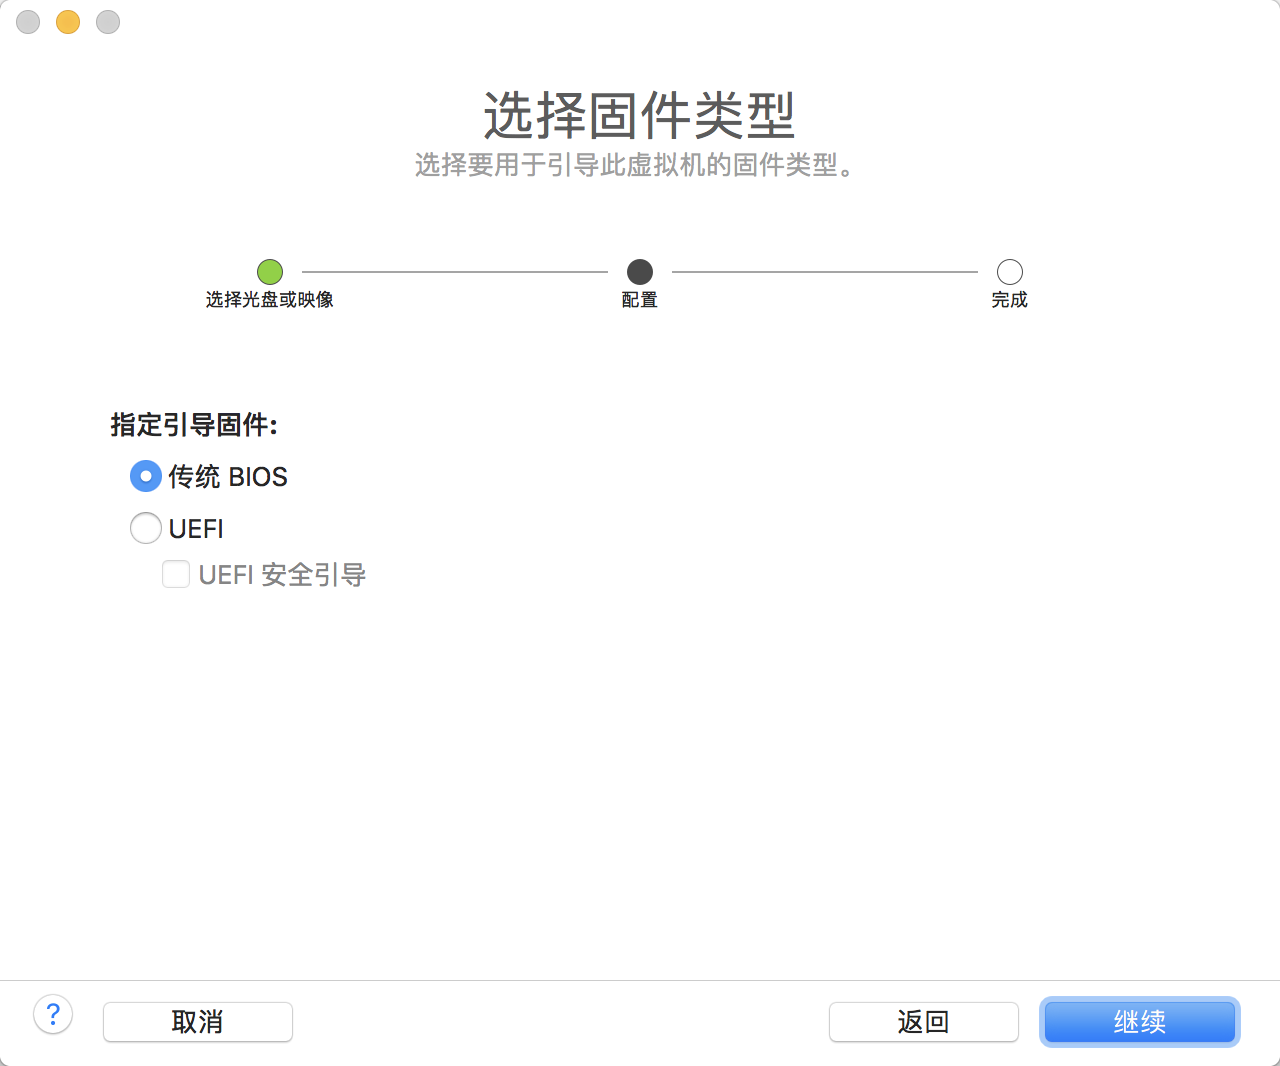 选择固件类型
选择要用于引导此虚拟机的固件类型。
选择光盘或映像
配置
完成
指定引导固件:
传统 BIOS
UEFI
UEFI 安全引导
?
取消
返回
继续